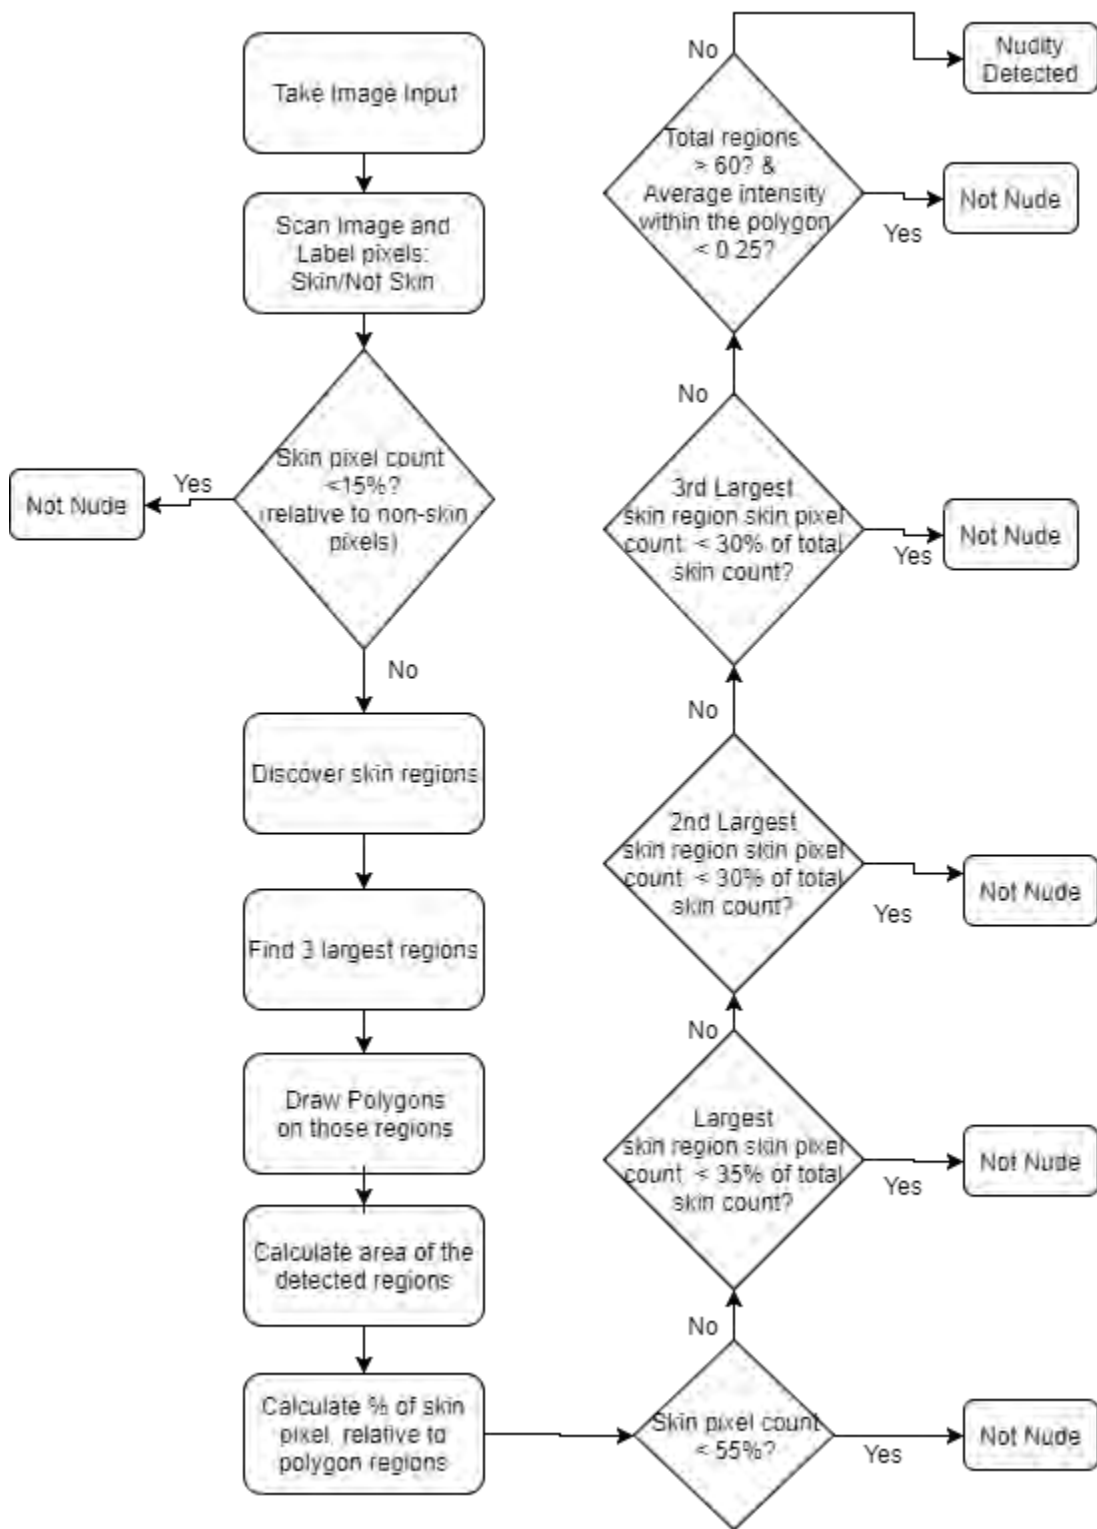 Take Image Input
Scan Image and
Label pixels:
Skin/Not Skin
Skin pixel count
<15%?
(relative to non-skin
pixels)
Yes
Not Nude
No
Discover skin regions
Find 3 largest regions
Draw Polygons
on those regions
Calculate area of the
detected regions
Calculate % of skin
pixel, relative to
polygon regions
Skin pixel count
< 55%?
Yes
Not Nude
No
Largest
skin region skin pixel
count < 35% of total
skin count?
Yes
Not Nude
No
2nd Largest
skin region skin pixel
count < 30% of total
skin count?
Yes
Not Nude
No
3rd Largest
skin region skin pixel
count < 30% of total
skin count?
Yes
Not Nude
No
Total regions
> 60? &
Average intensity
within the polygon
< 0.25?
Yes
Not Nude
No
Nudity
Detected